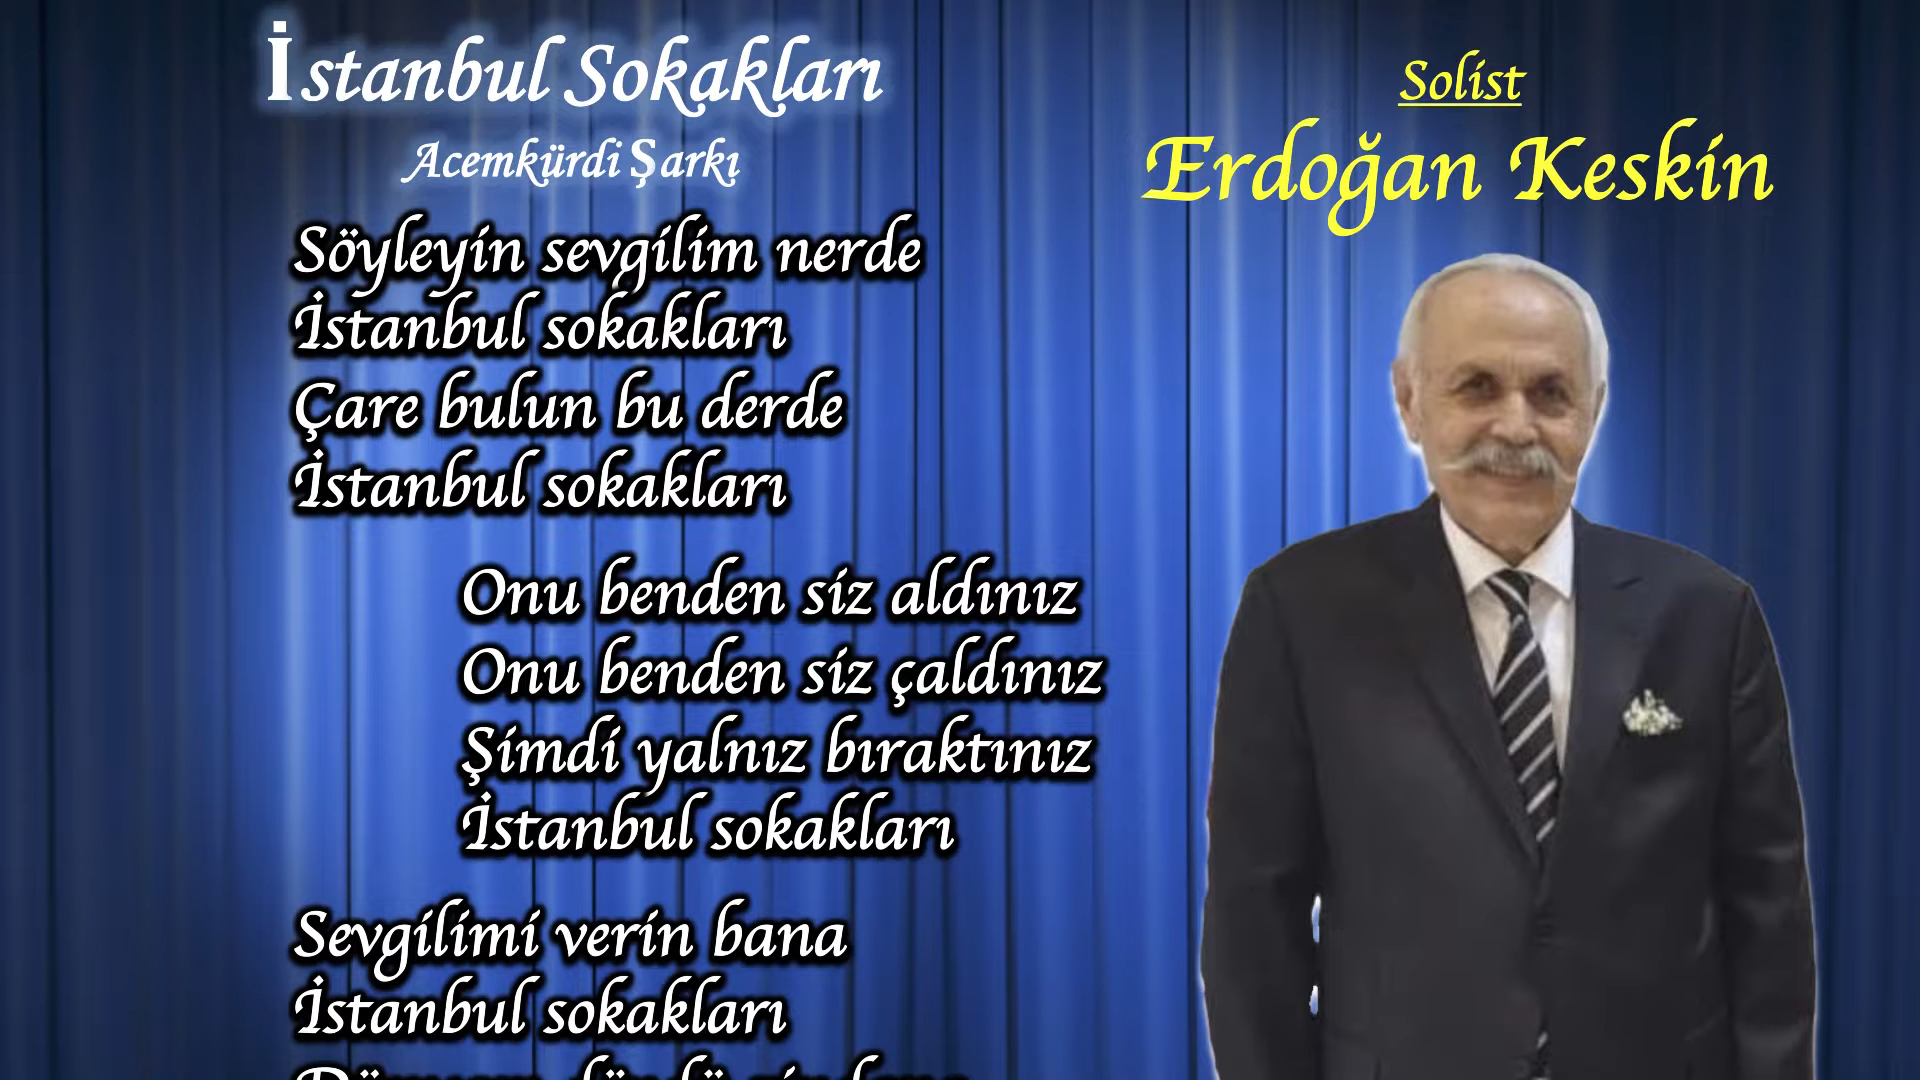 İstanbul Sokakları
Acemkürdi Şarkı
Söyleyin sevgilim nerde
İstanbul sokakları
Çare bulun bu derde
İstanbul sokakları
Onu benden siz aldınız
Onu benden siz çaldınız
Şimdi yalnız bıraktınız
İstanbul sokakları
Sevgilimi verin bana
İstanbul sokakları
Solist
Erdoğan Keskin